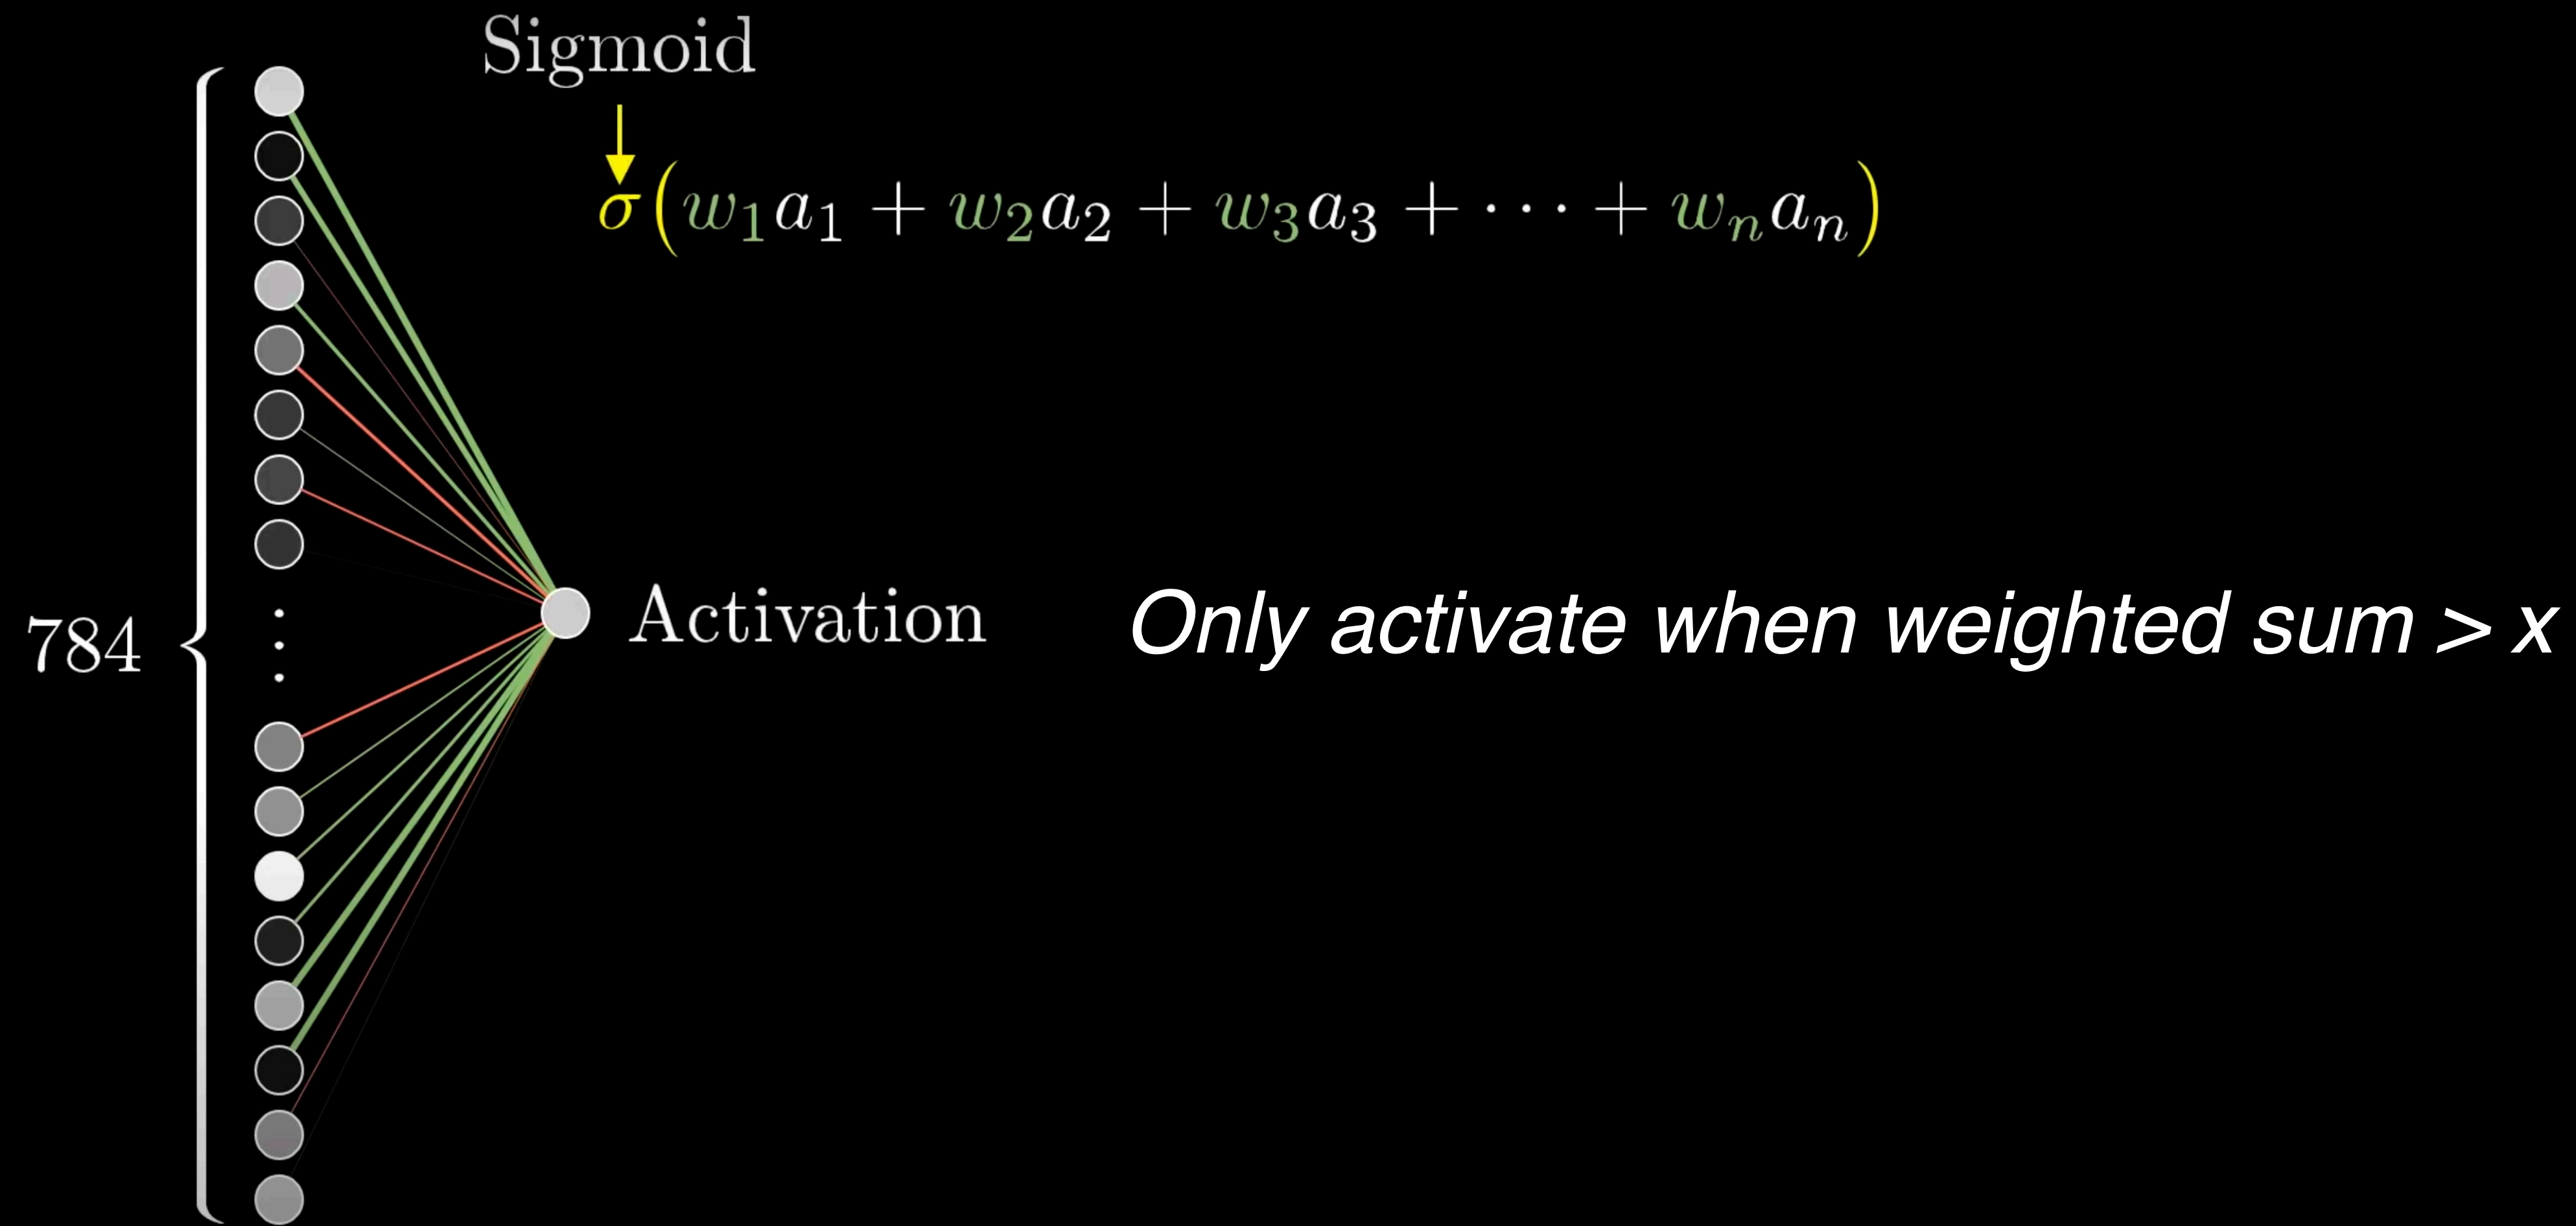 Sigmoid
σ(w₁a₁ + w₂a₂ + w₃a₃ + ⋯ + wₙaₙ)
784
Activation
Only activate when weighted sum > x